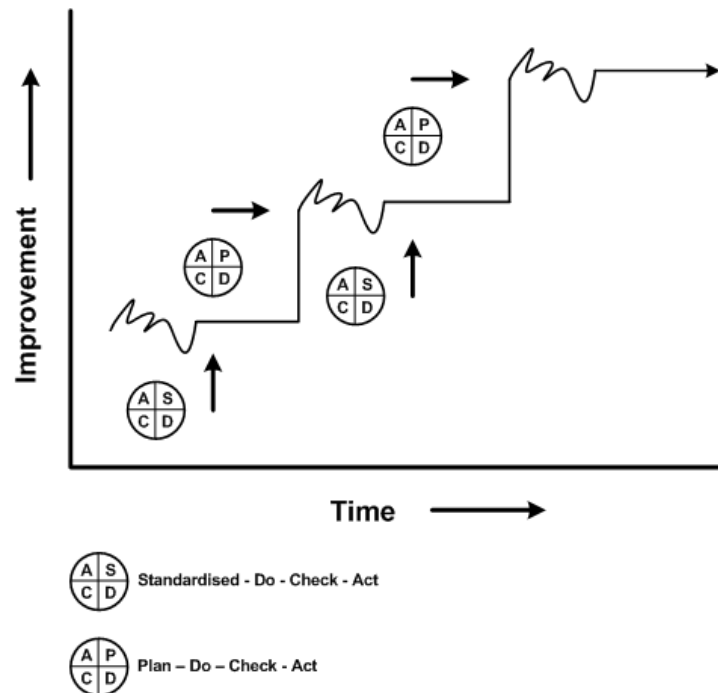 A P
C D
A P
C D
A S
C D
A S
C D
Improvement
Time
A S
C D
Standardised - Do - Check - Act
A P
C D
Plan – Do – Check - Act